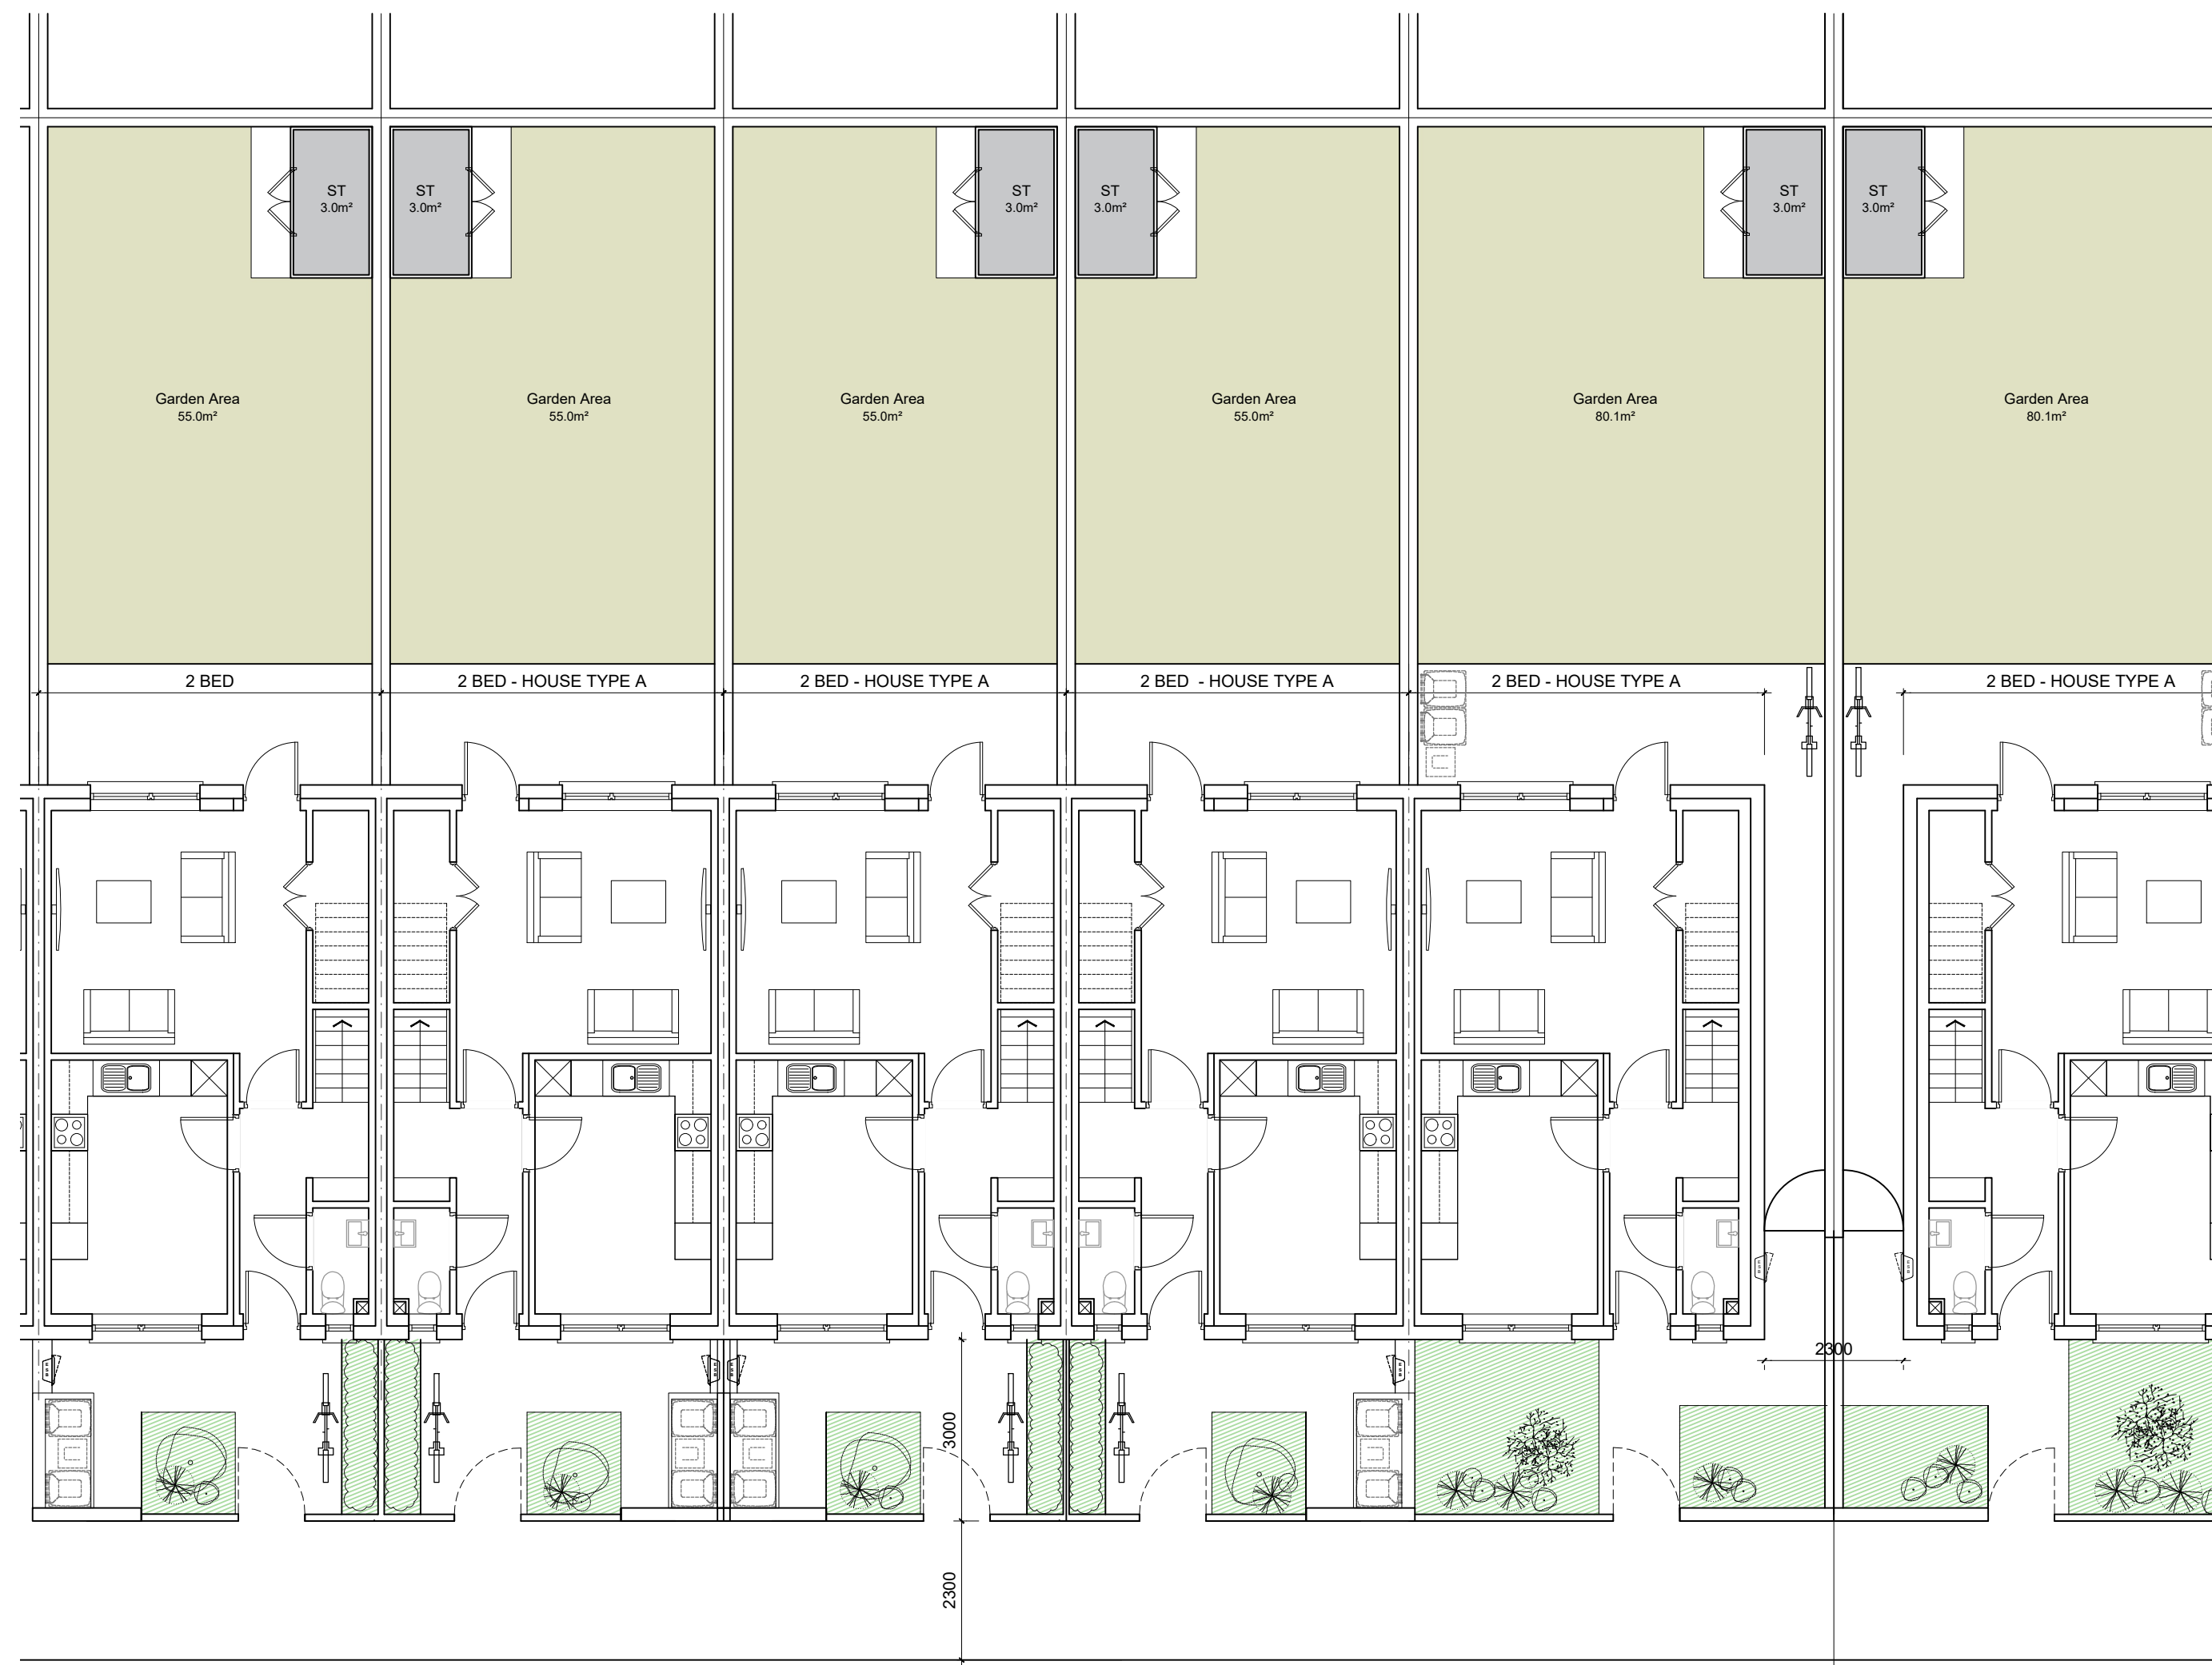 ST
3.0m²
ST
3.0m²
ST
3.0m²
ST
3.0m²
ST
3.0m²
ST
3.0m²
Garden Area
55.0m²
Garden Area
55.0m²
Garden Area
55.0m²
Garden Area
55.0m²
Garden Area
80.1m²
Garden Area
80.1m²
2 BED
2 BED - HOUSE TYPE A
2 BED - HOUSE TYPE A
2 BED  - HOUSE TYPE A
2 BED - HOUSE TYPE A
2 BED - HOUSE TYPE A
2300
3000
2300